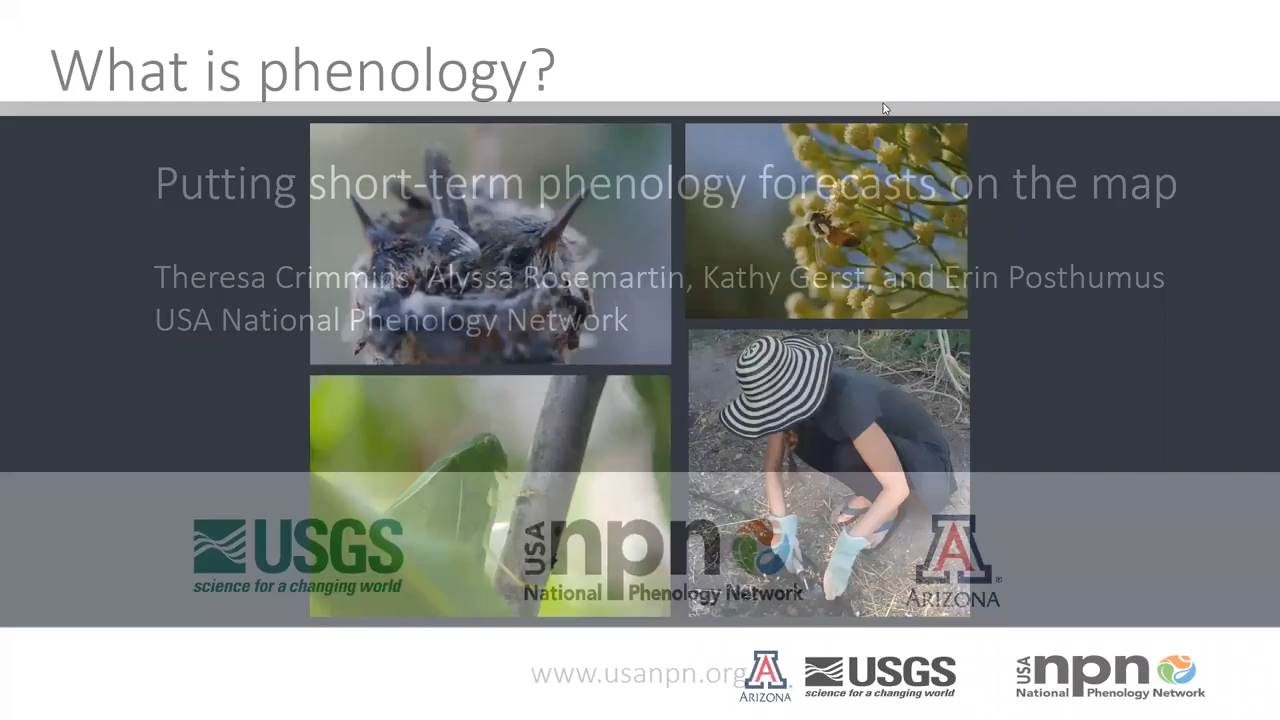 What is phenology?
Putting short-term phenology forecasts on the map
Theresa Crimmins, Alyssa Rosemartin, Kathy Gerst, and Erin Posthumus
USA National Phenology Network
USGS
science for a changing world
USA npn
National Phenology Network
A
ARIZONA
www.usanpn.org
A
ARIZONA
USGS
science for a changing world
USA npn
National Phenology Network